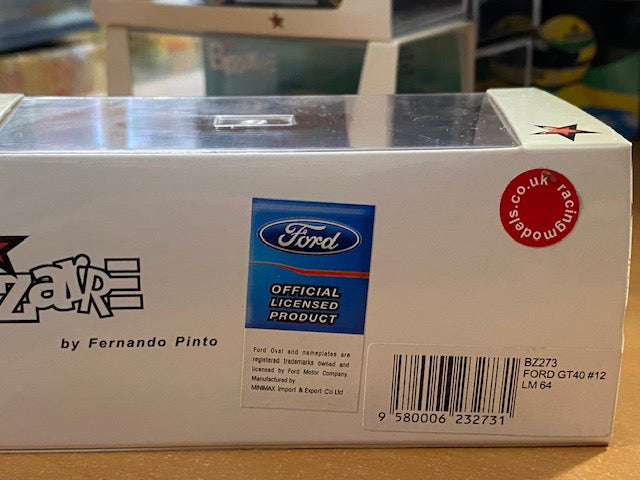 racingmodels.co.uk
Ford
OFFICIAL
LICENSED
PRODUCT
zarre
by Fernando Pinto
Ford Oval and nameplates are
registered trademarks owned and
licensed by Ford Motor Company.
Manufactured by
MINIMAX Import & Export Co Ltd
BZ273
FORD GT40 #12
LM 64
9 580006 232731